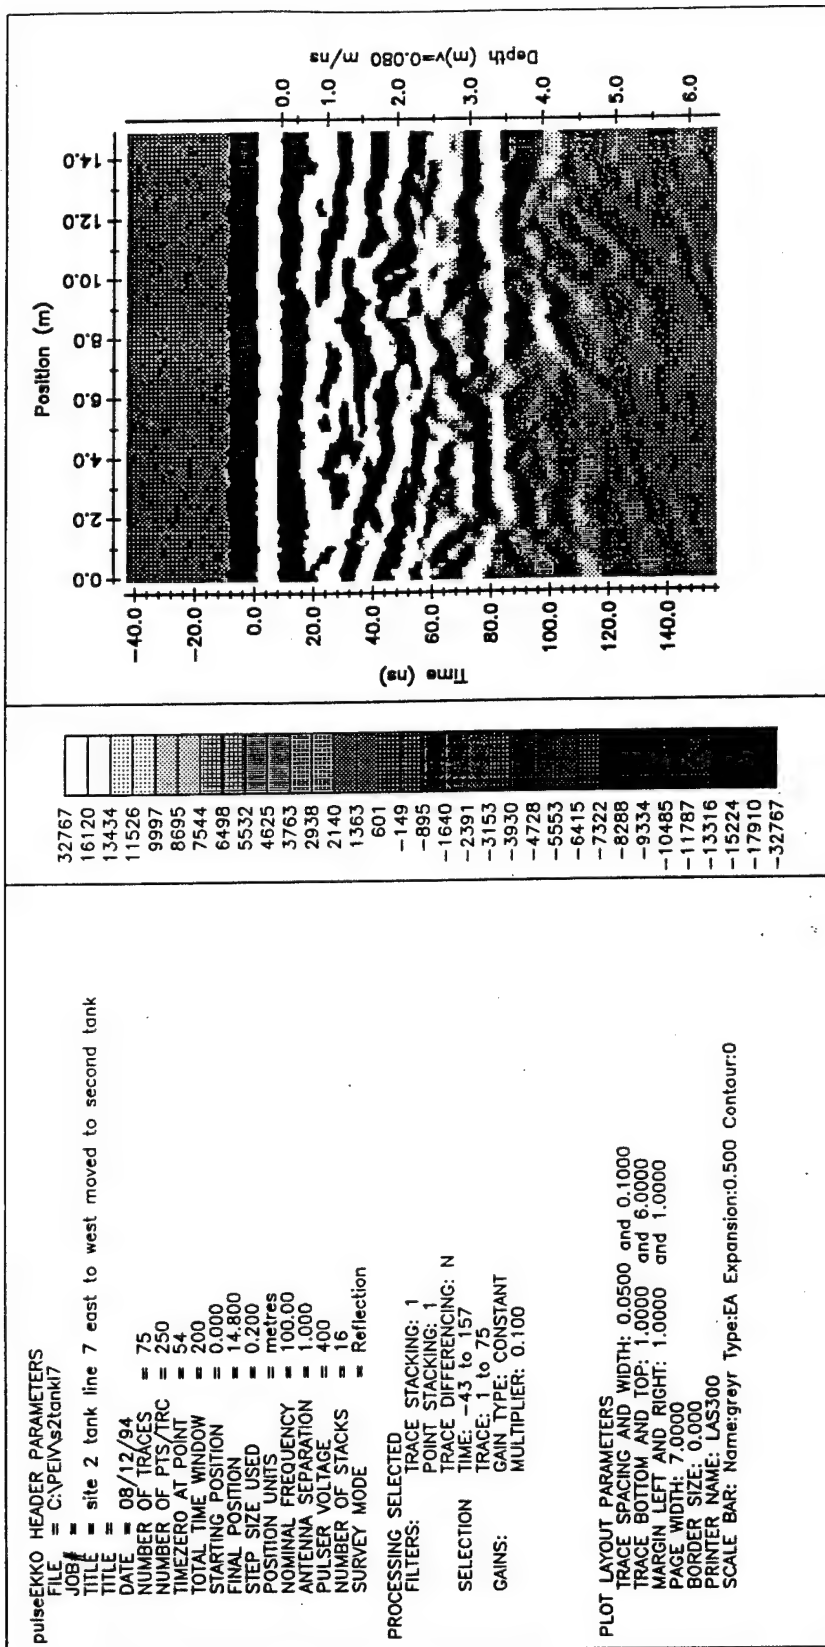 pulseEKKO HEADER PARAMETERS
FILE = C:\PEIV\s2tankl7
JOB# =
TITLE = site 2 tank line 7 east to west moved to second tank
TITLE =
DATE = 08/12/94
NUMBER OF TRACES = 75
NUMBER OF PTS/TRC = 250
TIMEZERO AT POINT = 54
TOTAL TIME WINDOW = 200
STARTING POSITION = 0.000
FINAL POSITION = 14.800
STEP SIZE USED = 0.200
POSITION UNITS = metres
NOMINAL FREQUENCY = 100.00
ANTENNA SEPARATION = 1.000
PULSER VOLTAGE = 400
NUMBER OF STACKS = 16
SURVEY MODE = Reflection
PROCESSING SELECTED
FILTERS: TRACE STACKING: 1
POINT STACKING: 1
TRACE DIFFERENCING: N
SELECTION TIME: -43 to 157
TRACE: 1 to 75
GAINS: GAIN TYPE: CONSTANT
MULTIPLIER: 0.100
PLOT LAYOUT PARAMETERS
TRACE SPACING AND WIDTH: 0.0500 and 0.1000
TRACE BOTTOM AND TOP: 1.0000 and 6.0000
MARGIN LEFT AND RIGHT: 1.0000 and 1.0000
PAGE WIDTH: 7.0000
BORDER SIZE: 0.000
PRINTER NAME: LAS300
SCALE BAR: Name:greyr Type:EA Expansion:0.500 Contour:0
32767
16120
13434
11526
9997
8695
7544
6498
5532
4625
3763
2938
2140
1363
601
-149
-895
-1640
-2391
-3153
-3930
-4728
-5553
-6415
-7322
-8288
-9334
-10485
-11787
-13316
-15224
-17910
-32767
Position (m)
0.0 2.0 4.0 6.0 8.0 10.0 12.0 14.0
Time (ns)
-40.0
-20.0
0.0
20.0
40.0
60.0
80.0
100.0
120.0
140.0
Depth (m)v=0.080 m/ns
0.0
1.0
2.0
3.0
4.0
5.0
6.0